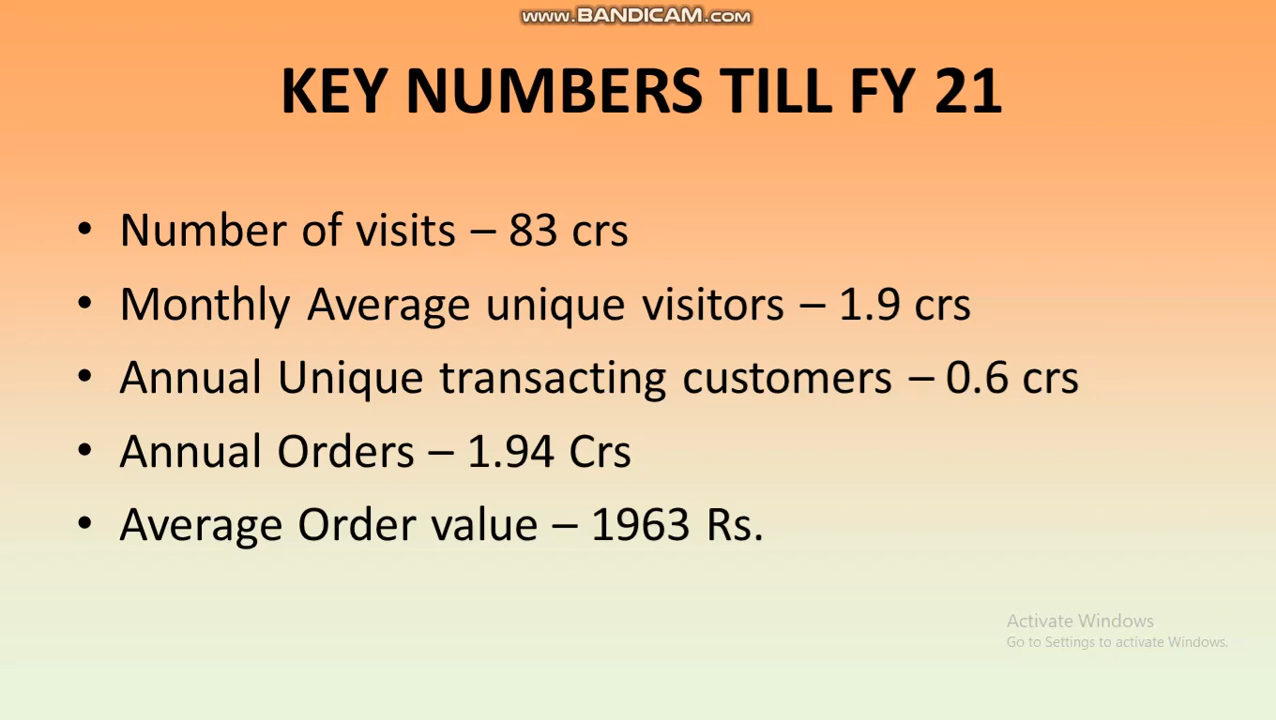 www.BANDICAM.com
KEY NUMBERS TILL FY 21
• Number of visits – 83 crs
• Monthly Average unique visitors – 1.9 crs
• Annual Unique transacting customers – 0.6 crs
• Annual Orders – 1.94 Crs
• Average Order value – 1963 Rs.
Activate Windows
Go to Settings to activate Windows.